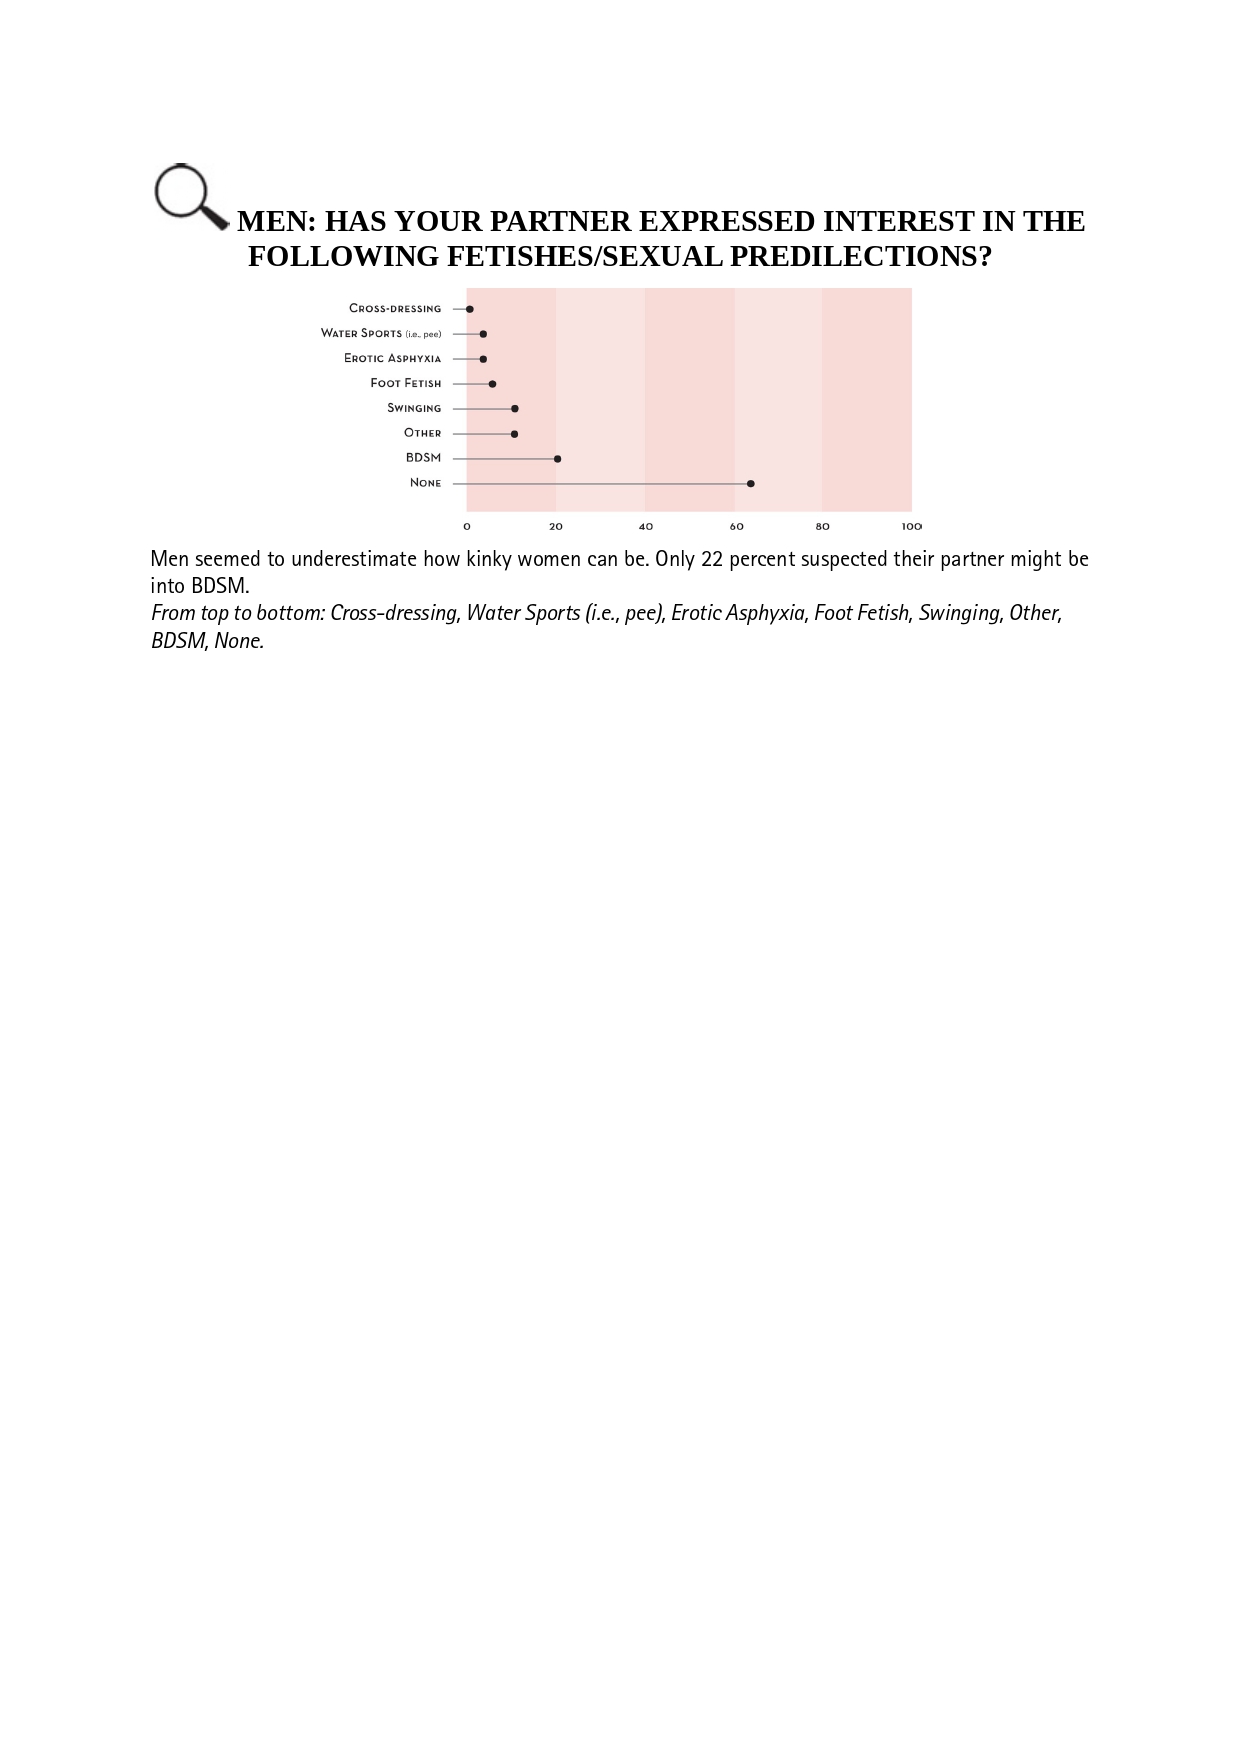 MEN: HAS YOUR PARTNER EXPRESSED INTEREST IN THE
FOLLOWING FETISHES/SEXUAL PREDILECTIONS?
CROSS-DRESSING
WATER SPORTS (i.e., pee)
EROTIC ASPHYXIA
FOOT FETISH
SWINGING
OTHER
BDSM
NONE
0 20 40 60 80 100
Men seemed to underestimate how kinky women can be. Only 22 percent suspected their partner might be
into BDSM.
From top to bottom: Cross-dressing, Water Sports (i.e., pee), Erotic Asphyxia, Foot Fetish, Swinging, Other,
BDSM, None.